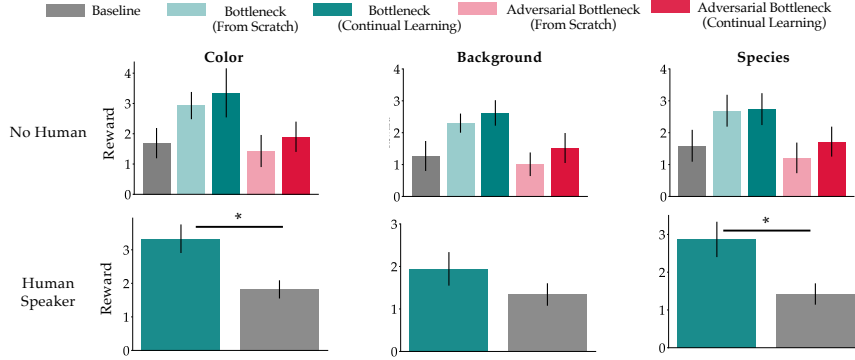 Baseline
Bottleneck
(From Scratch)
Bottleneck
(Continual Learning)
Adversarial Bottleneck
(From Scratch)
Adversarial Bottleneck
(Continual Learning)
Color
Background
Species
No Human
Reward
4
3
2
1
0
4
3
2
1
0
4
3
2
1
0
Human
Speaker
Reward
3
2
1
0
*
3
2
1
0
3
2
1
0
*